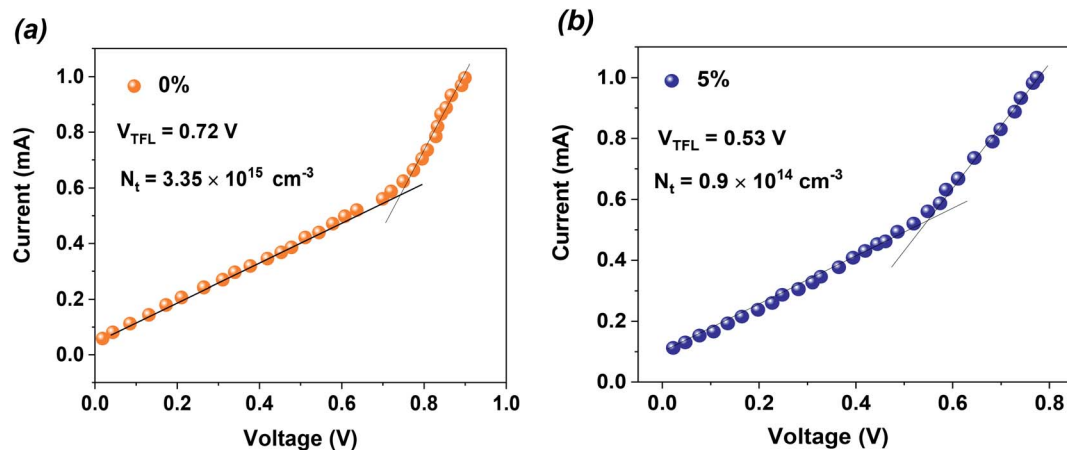 (a)
0%
V_TFL = 0.72 V
N_t = 3.35 × 10^15 cm^-3
1.0
0.8
0.6
0.4
0.2
0.0
Current (mA)
0.0 0.2 0.4 0.6 0.8 1.0
Voltage (V)
(b)
5%
V_TFL = 0.53 V
N_t = 0.9 × 10^14 cm^-3
1.0
0.8
0.6
0.4
0.2
0.0
Current (mA)
0.0 0.2 0.4 0.6 0.8
Voltage (V)